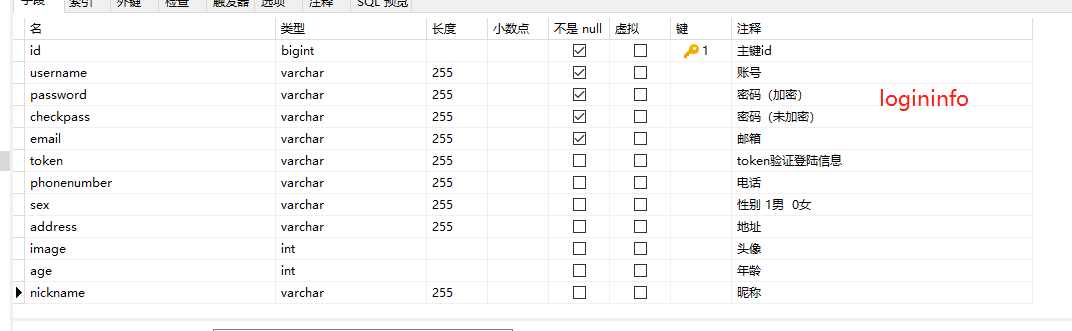 字段 索引 外键 检查 触发器 选项 注释 SQL 预览
名 类型 长度 小数点 不是 null 虚拟 键 注释
id bigint 1 主键id
username varchar 255 账号
password varchar 255 密码（加密）
logininfo
checkpass varchar 255 密码（未加密）
email varchar 255 邮箱
token varchar 255 token验证登陆信息
phonenumber varchar 255 电话
sex varchar 255 性别 1男 0女
address varchar 255 地址
image int 头像
age int 年龄
nickname varchar 255 昵称